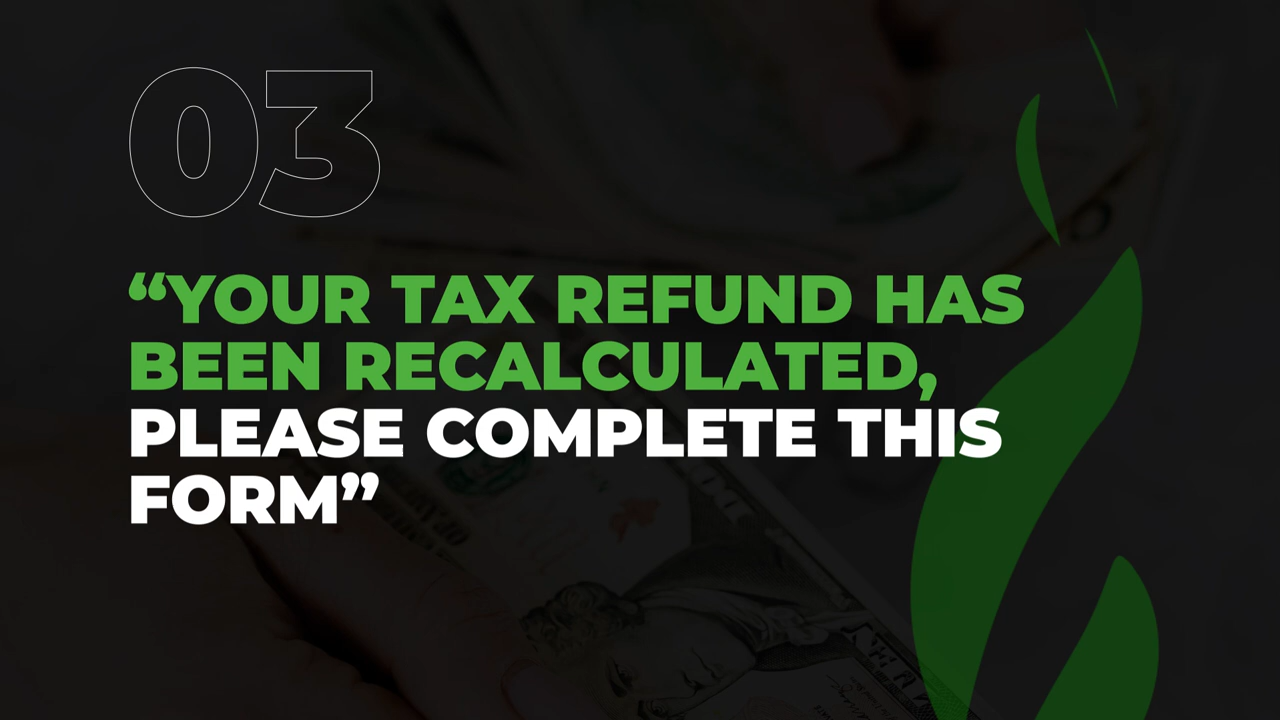 03
“YOUR TAX REFUND HAS
BEEN RECALCULATED,
PLEASE COMPLETE THIS
FORM”